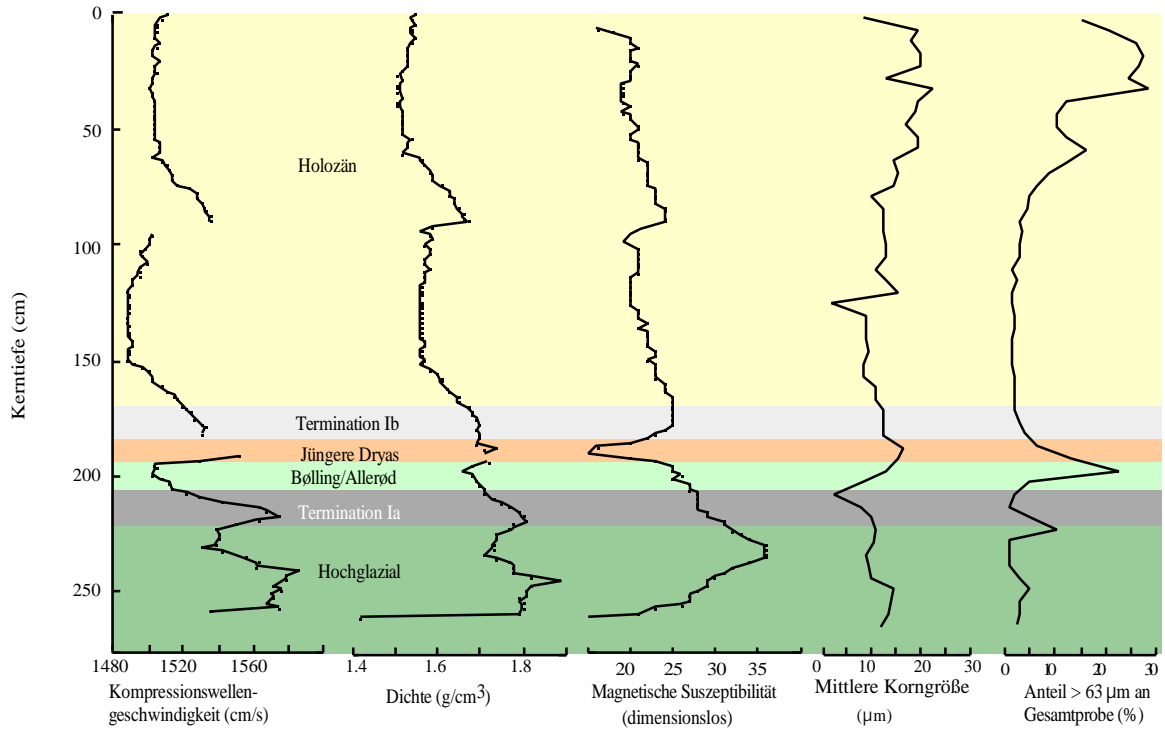 0
50
100
150
200
250
Kerntiefe (cm)
Holozän
Termination Ib
Jüngere Dryas
Bølling/Allerød
Termination Ia
Hochglazial
1480 1520 1560
Kompressionswellen-
geschwindigkeit (cm/s)
1.4 1.6 1.8
Dichte (g/cm³)
20 25 30 35
Magnetische Suszeptibilität
(dimensionslos)
0 10 20 30
Mittlere Korngröße
(µm)
0 10 20 30
Anteil > 63 µm an
Gesamtprobe (%)